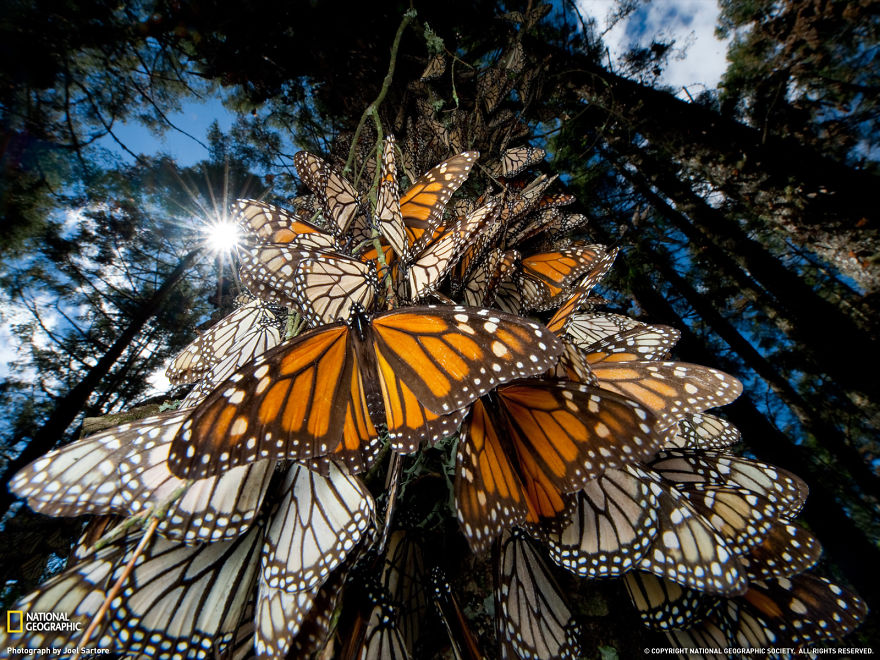 NATIONAL
GEOGRAPHIC
Photograph by Joel Sartore
© COPYRIGHT NATIONAL GEOGRAPHIC SOCIETY. ALL RIGHTS RESERVED.